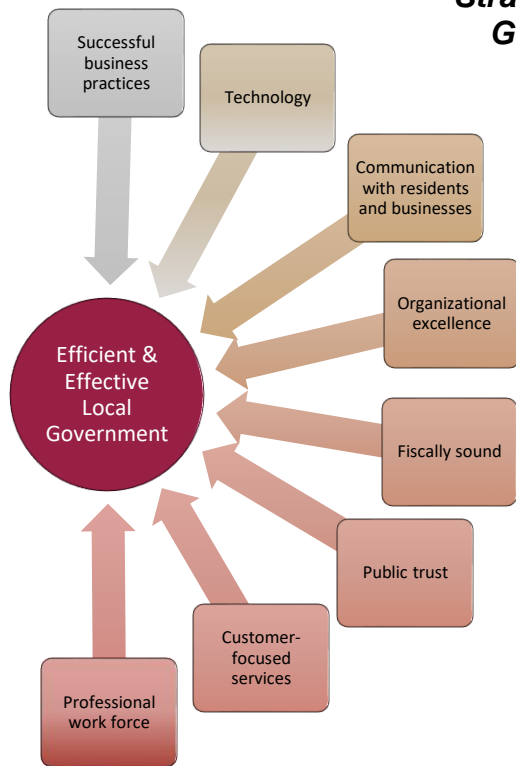 Successful
business
practices
Technology
Communication
with residents
and businesses
Organizational
excellence
Efficient &
Effective
Local
Government
Fiscally sound
Public trust
Customer-
focused
services
Professional
work force